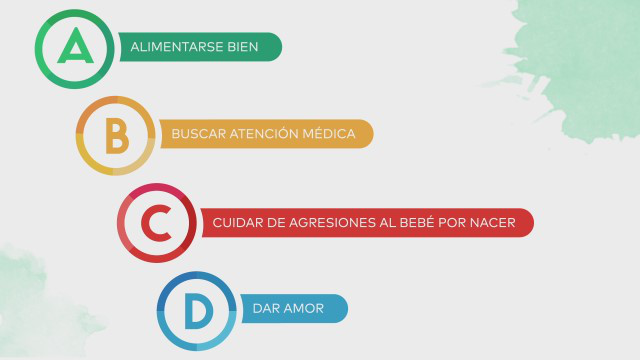 A
ALIMENTARSE BIEN
B
BUSCAR ATENCIÓN MÉDICA
C
CUIDAR DE AGRESIONES AL BEBÉ POR NACER
D
DAR AMOR